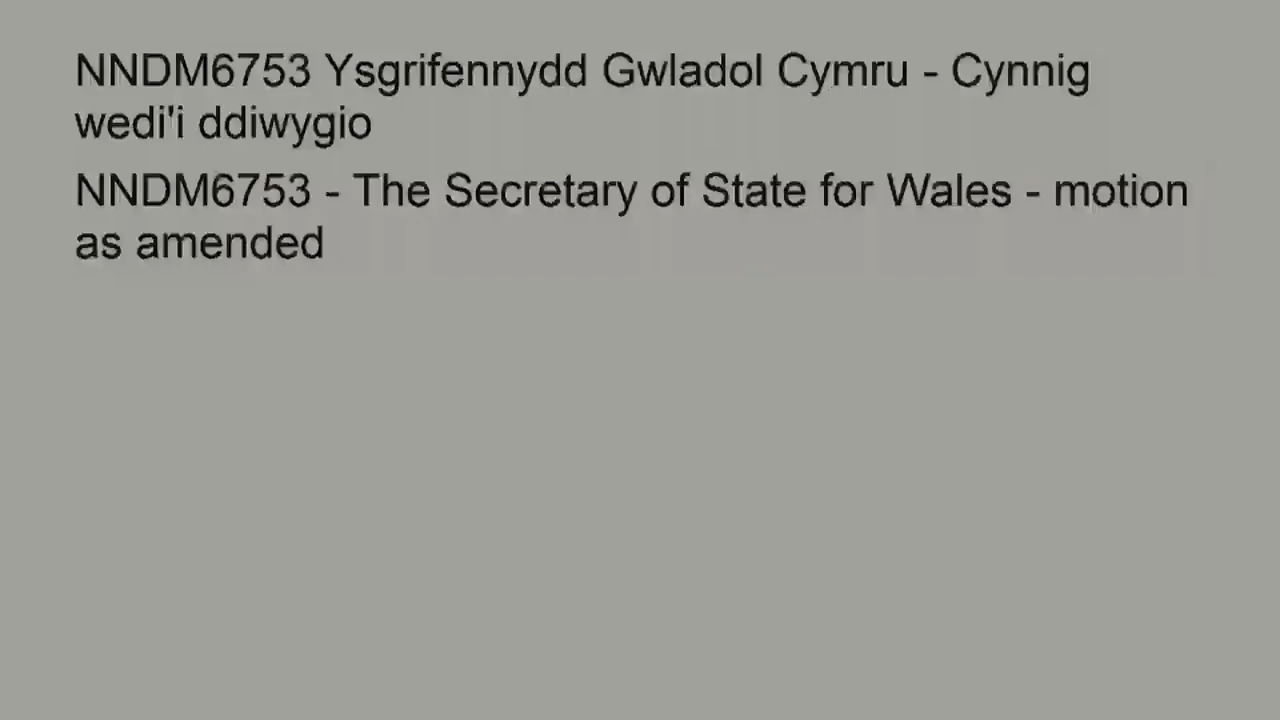 NNDM6753 Ysgrifennydd Gwladol Cymru - Cynnig
wedi'i ddiwygio
NNDM6753 - The Secretary of State for Wales - motion
as amended